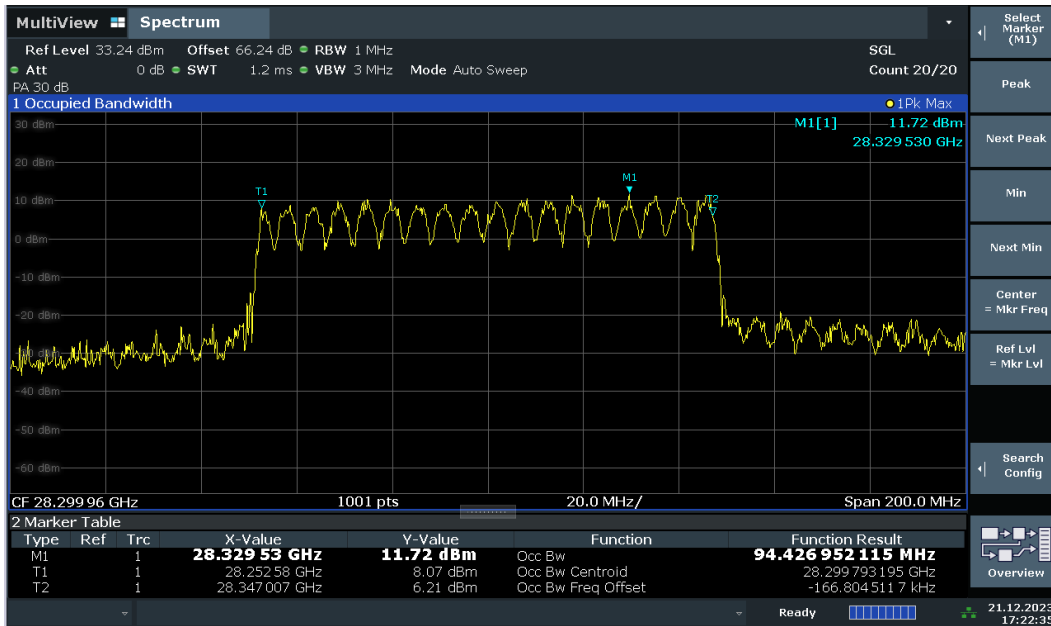 MultiView Spectrum
Ref Level 33.24 dBm Offset 66.24 dB RBW 1 MHz SGL
Att 0 dB SWT 1.2 ms VBW 3 MHz Mode Auto Sweep Count 20/20
PA 30 dB
1 Occupied Bandwidth 1Pk Max
30 dBm
M1[1] 11.72 dBm
28.329 530 GHz
20 dBm
M1
T1
10 dBm
T2
0 dBm
-10 dBm
-20 dBm
-30 dBm
-40 dBm
-50 dBm
-60 dBm
CF 28.299 96 GHz 1001 pts 20.0 MHz/ Span 200.0 MHz
2 Marker Table
Type Ref Trc X-Value Y-Value Function Function Result
M1 1 28.329 53 GHz 11.72 dBm Occ Bw 94.426 952 115 MHz
T1 1 28.252 58 GHz 8.07 dBm Occ Bw Centroid 28.299 793 195 GHz
T2 1 28.347 007 GHz 6.21 dBm Occ Bw Freq Offset -166.804 511 7 kHz
Ready
21.12.2023
17:22:35
Select
Marker
(M1)
Peak
Next Peak
Min
Next Min
Center
= Mkr Freq
Ref Lvl
= Mkr Lvl
Search
Config
Overview